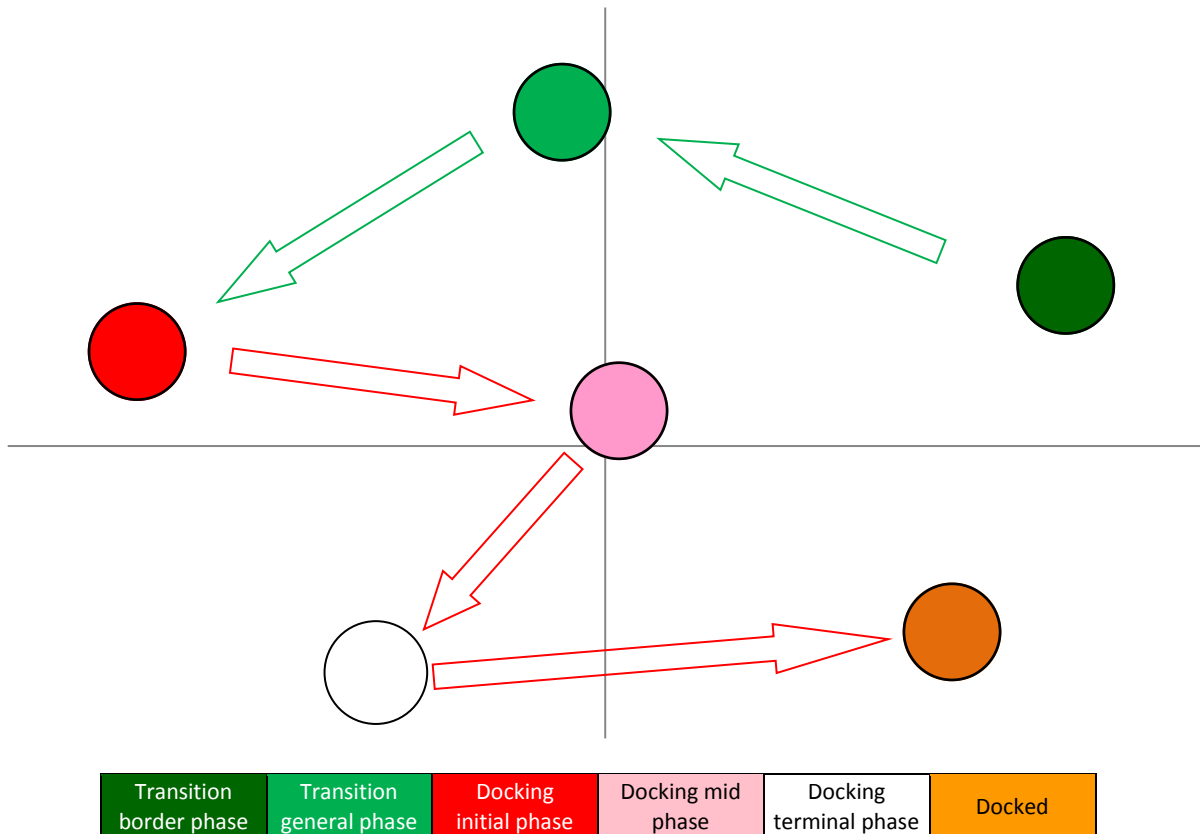 Transition
border phase
Transition
general phase
Docking
initial phase
Docking mid
phase
Docking
terminal phase
Docked